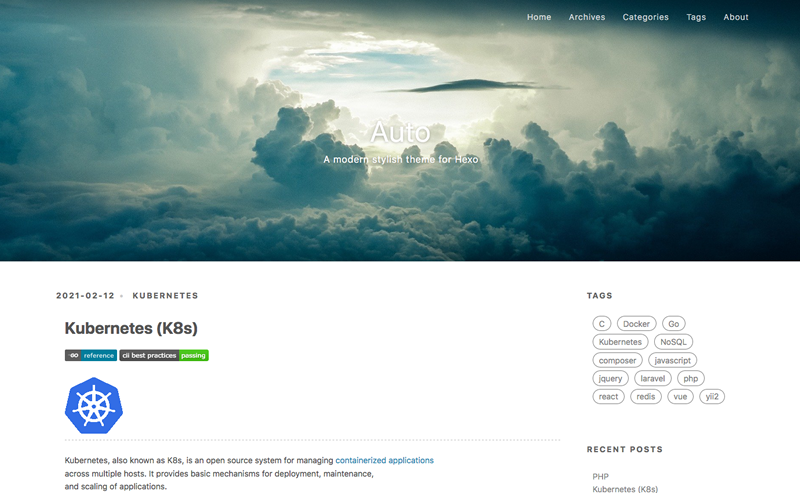 Home Archives Categories Tags About
Auto
A modern stylish theme for Hexo
2021-02-12 • KUBERNETES
Kubernetes (K8s)
GO reference cii best practices passing
Kubernetes, also known as K8s, is an open source system for managing containerized applications
across multiple hosts. It provides basic mechanisms for deployment, maintenance,
and scaling of applications.
TAGS
C Docker Go
Kubernetes NoSQL
composer javascript
jquery laravel php
react redis vue yii2
RECENT POSTS
PHP
Kubernetes (K8s)